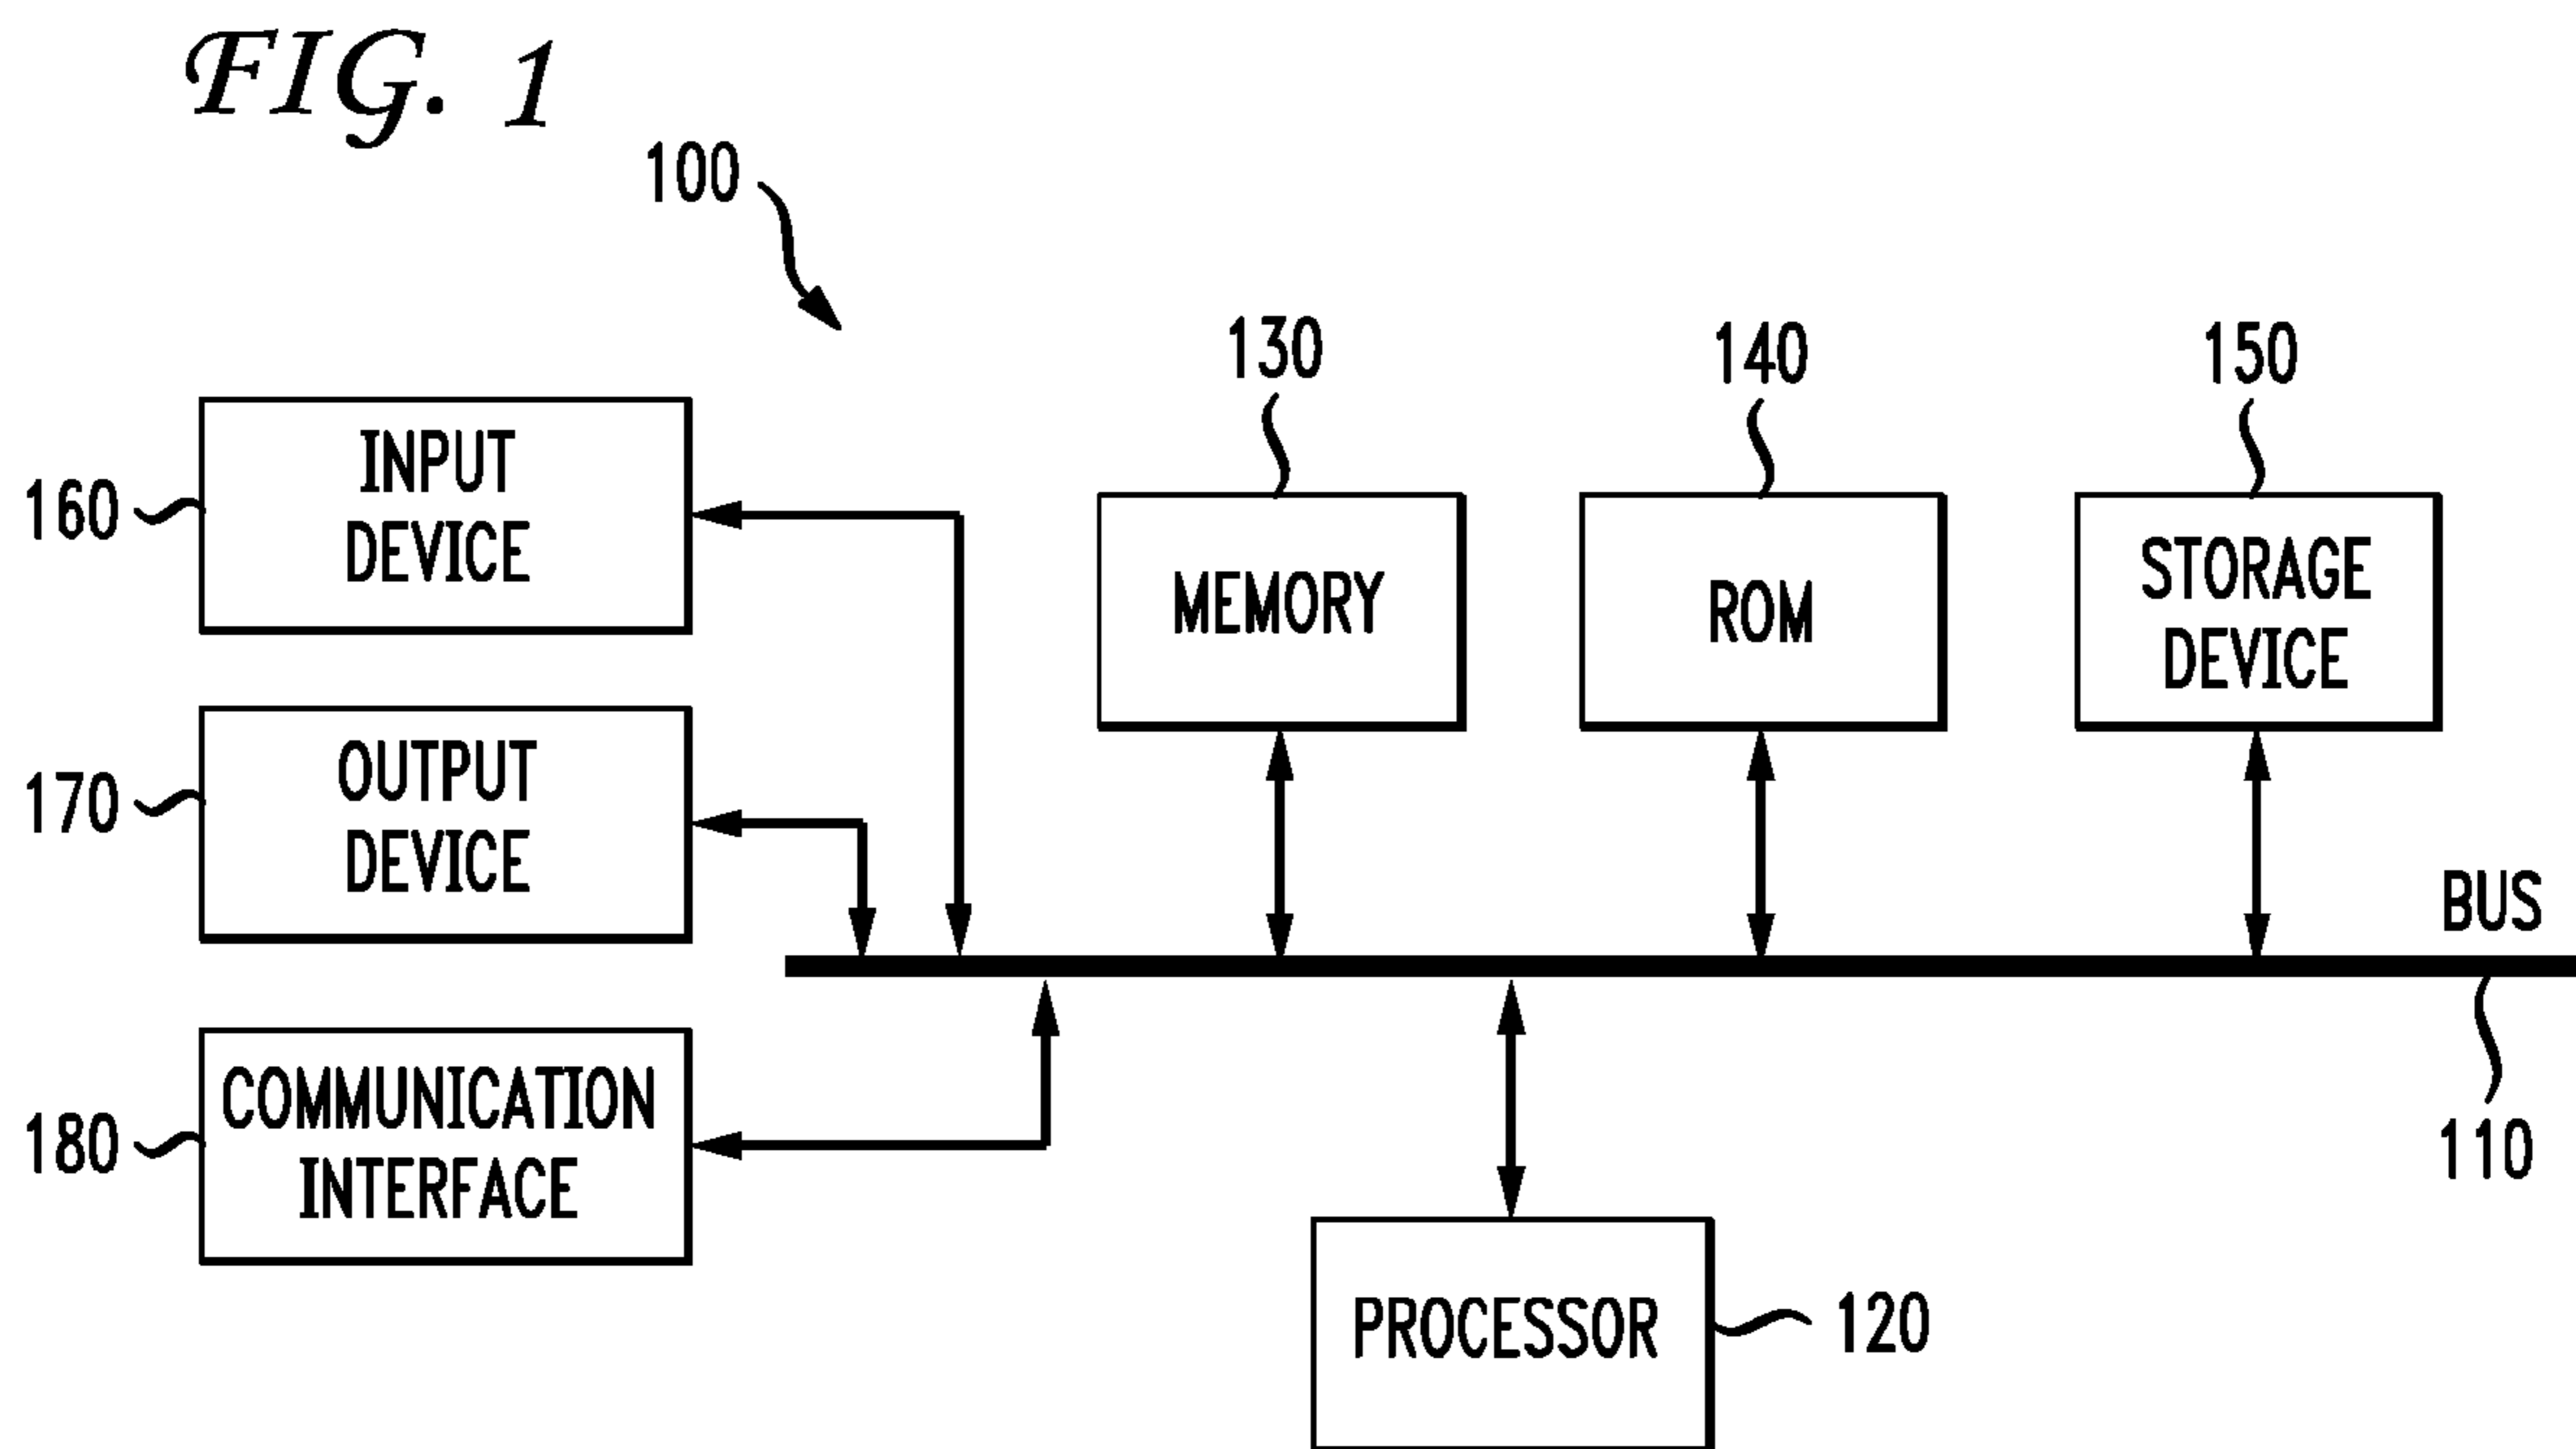 FIG. 1
100
130
140
150
160
INPUT
DEVICE
MEMORY
ROM
STORAGE
DEVICE
170
OUTPUT
DEVICE
BUS
180
COMMUNICATION
INTERFACE
110
PROCESSOR
120